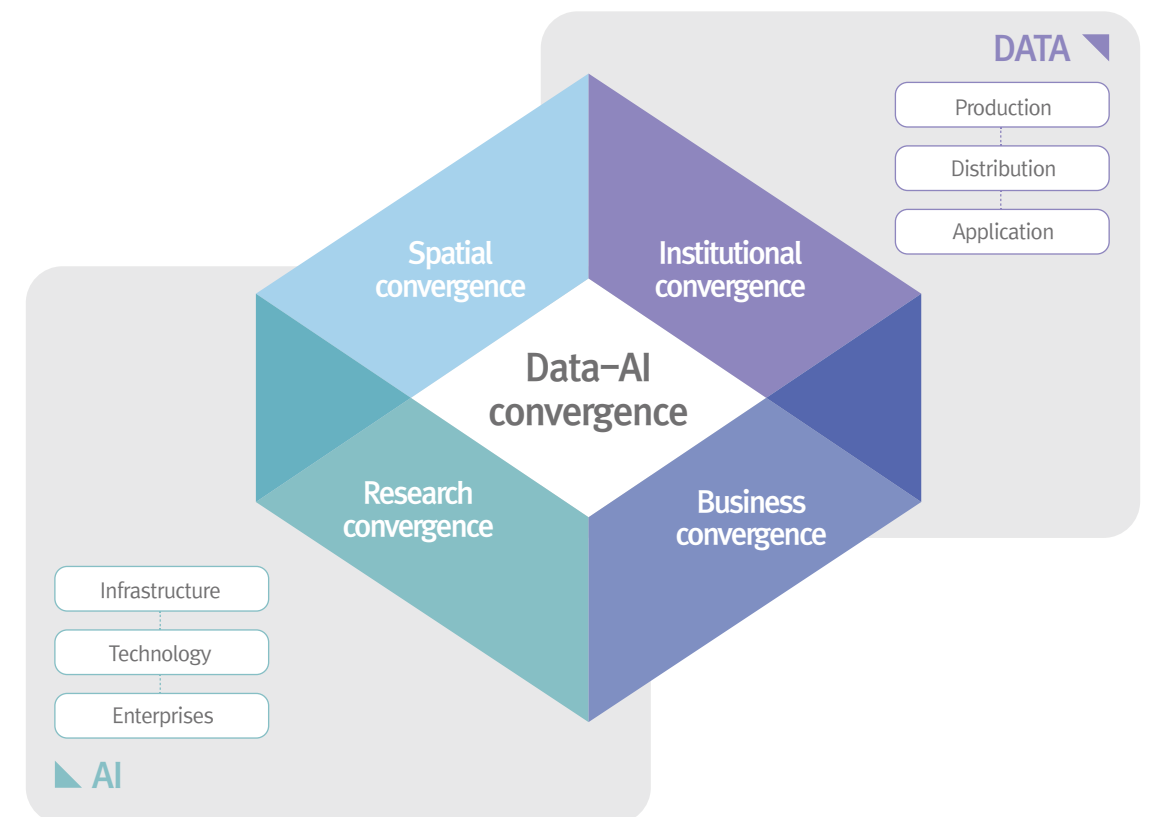 DATA
Production
Distribution
Application
Spatial
convergence
Institutional
convergence
Data–AI
convergence
Research
convergence
Business
convergence
Infrastructure
Technology
Enterprises
AI